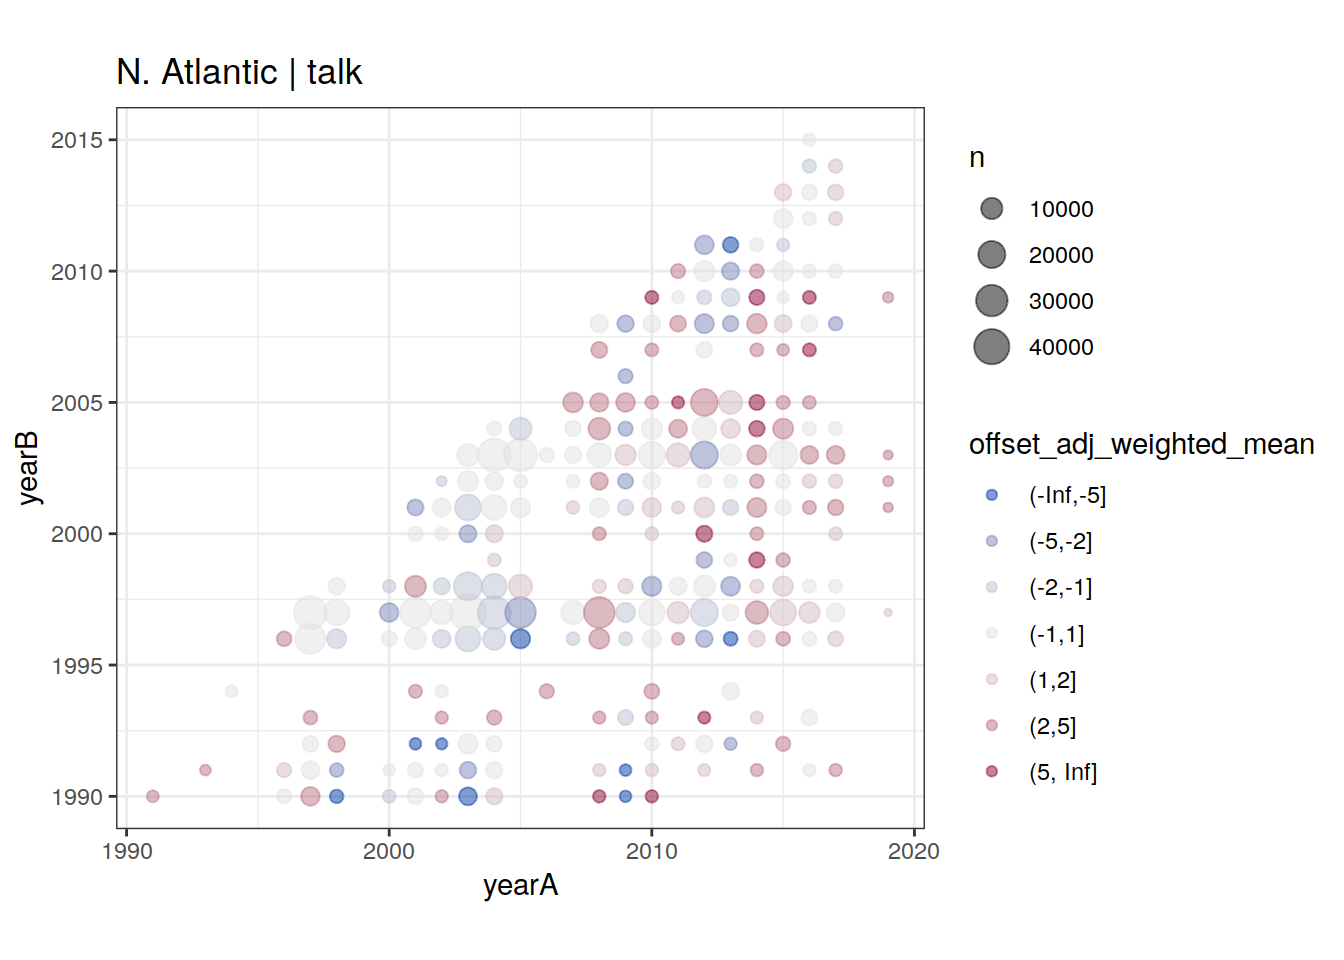 N. Atlantic | talk
2015
2010
2005
2000
1995
1990
yearB
1990
2000
2010
2020
yearA
n
10000
20000
30000
40000
offset_adj_weighted_mean
(-Inf,-5]
(-5,-2]
(-2,-1]
(-1,1]
(1,2]
(2,5]
(5, Inf]